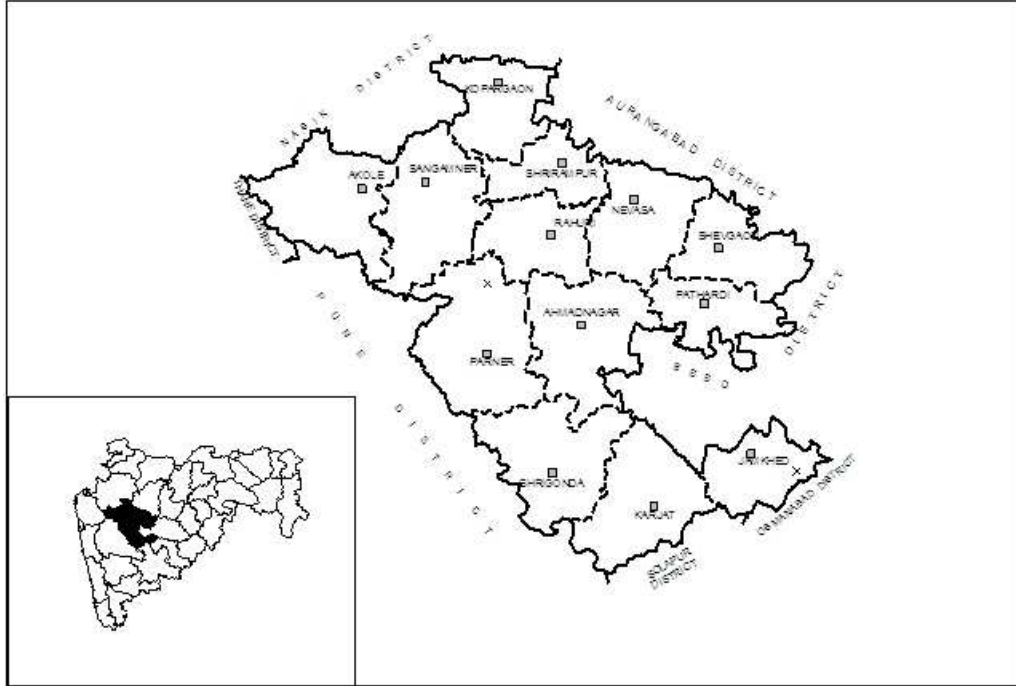 NASIK DISTRICT
KOPARGAON
AURANGABAD DISTRICT
AKOLE
SANGAMNER
SHRIRAMPUR
NEVASA
RAHURI
SHEVGAON
DISTRICT
PUNE DISTRICT
X
PATHARDI
AHMADNAGAR
PARNER
DISTRICT
JAMKHED
X
SHRIGONDA
KARJAT
OSMANABAD DISTRICT
SOLAPUR
DISTRICT